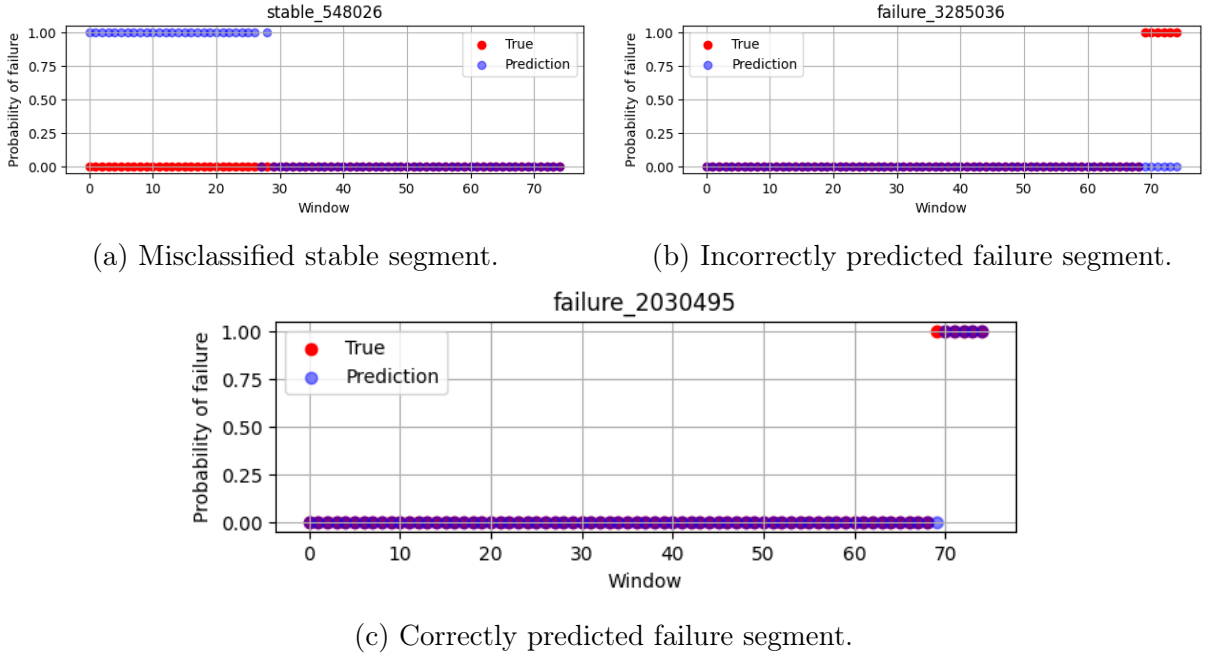 stable_548026
1.00
0.75
0.50
0.25
0.00
Probability of failure
True
Prediction
0 10 20 30 40 50 60 70
Window
(a) Misclassified stable segment.
failure_3285036
1.00
0.75
0.50
0.25
0.00
Probability of failure
True
Prediction
0 10 20 30 40 50 60 70
Window
(b) Incorrectly predicted failure segment.
failure_2030495
1.00
0.75
0.50
0.25
0.00
Probability of failure
True
Prediction
0 10 20 30 40 50 60 70
Window
(c) Correctly predicted failure segment.